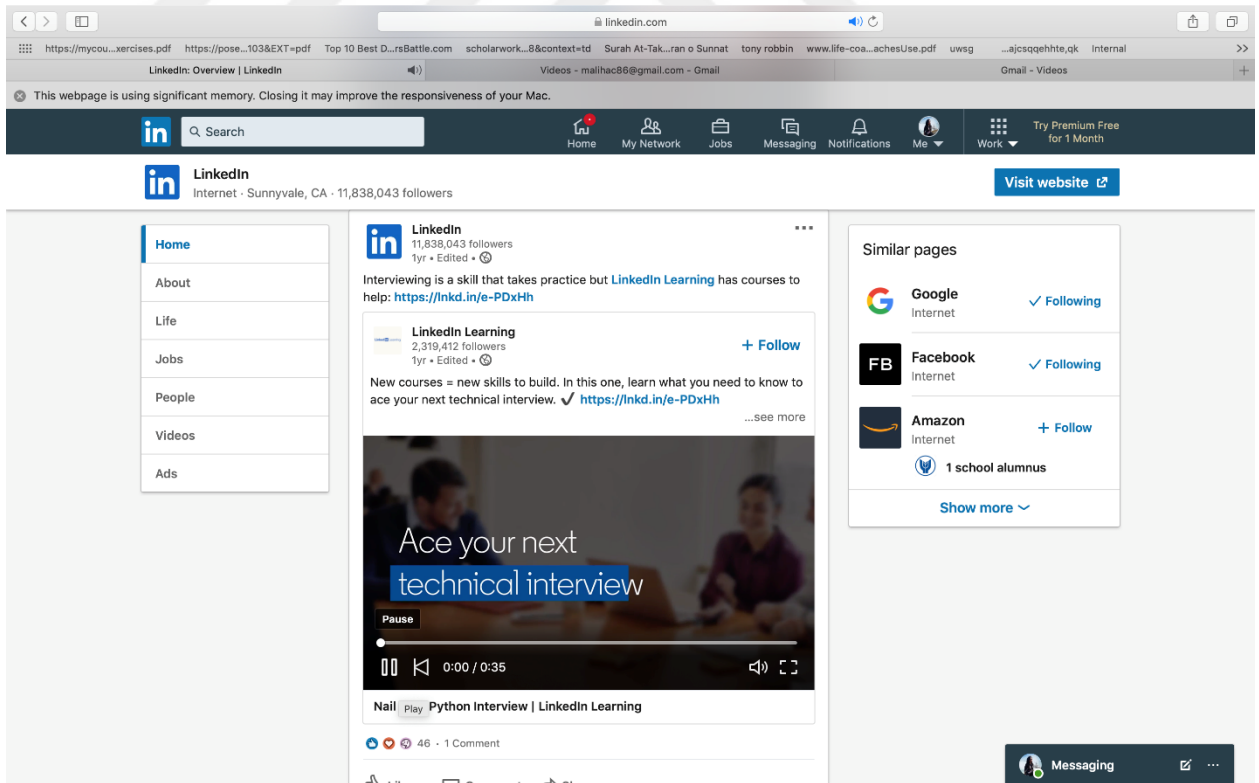 linkedin.com
https://mycou...xercises.pdf https://pose...103&EXT=pdf Top 10 Best D...rsBattle.com scholarwork...8&context=td Surah At-Tak...ran o Sunnat tony robbin www.life-coa...achesUse.pdf uwsg ...ajcsqqehhte,qk Internal >>
LinkedIn: Overview | LinkedIn Videos - malihac86@gmail.com - Gmail Gmail - Videos +
This webpage is using significant memory. Closing it may improve the responsiveness of your Mac.
in Search Home My Network Jobs Messaging Notifications Me Work Try Premium Free
for 1 Month
in LinkedIn
Internet · Sunnyvale, CA · 11,838,043 followers
Visit website
Home
About
Life
Jobs
People
Videos
Ads
in LinkedIn
11,838,043 followers
1yr • Edited •
Interviewing is a skill that takes practice but LinkedIn Learning has courses to
help: https://lnkd.in/e-PDxHh
LinkedIn Learning
2,319,412 followers
1yr • Edited •
+ Follow
New courses = new skills to build. In this one, learn what you need to know to
ace your next technical interview. ✔ https://lnkd.in/e-PDxHh
...see more
Ace your next
technical interview
Pause
0:00 / 0:35
Nail Play Python Interview | LinkedIn Learning
46 · 1 Comment
Similar pages
Google
Internet
✓ Following
FB Facebook
Internet
✓ Following
Amazon
Internet
+ Follow
1 school alumnus
Show more
Messaging ...